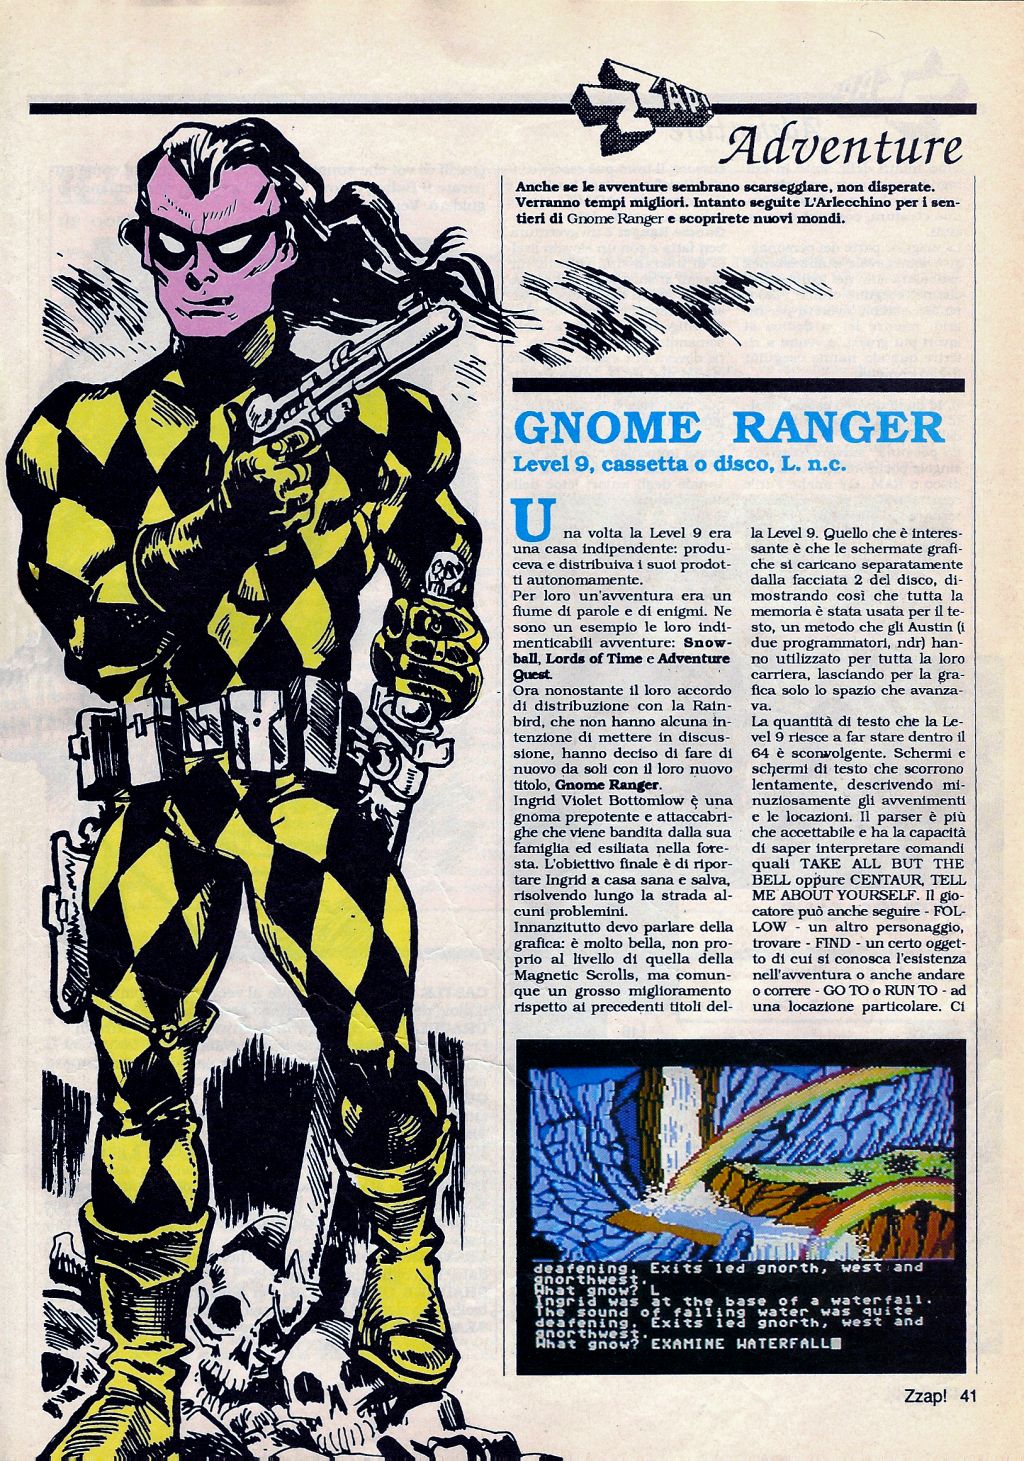 ZZAP!
Adventure
Anche se le avventure sembrano scarseggiare, non disperate.
Verranno tempi migliori. Intanto seguite L'Arlecchino per i sen-
tieri di Gnome Ranger e scoprirete nuovi mondi.
GNOME RANGER
Level 9, cassetta o disco, L. n.c.
Una volta la Level 9 era
una casa indipendente: produ-
ceva e distribuiva i suoi prodot-
ti autonomamente.
Per loro un'avventura era un
fiume di parole e di enigmi. Ne
sono un esempio le loro indi-
menticabili avventure: Snow-
ball, Lords of Time e Adventure
Quest.
Ora nonostante il loro accordo
di distribuzione con la Rain-
bird, che non hanno alcuna in-
tenzione di mettere in discus-
sione, hanno deciso di fare di
nuovo da soli con il loro nuovo
titolo, Gnome Ranger.
Ingrid Violet Bottomlow è una
gnoma prepotente e attaccabri-
ghe che viene bandita dalla sua
famiglia ed esiliata nella fore-
sta. L'obiettivo finale è di ripor-
tare Ingrid a casa sana e salva,
risolvendo lungo la strada al-
cuni problemini.
Innanzitutto devo parlare della
grafica: è molto bella, non pro-
prio al livello di quella della
Magnetic Scrolls, ma comun-
que un grosso miglioramento
rispetto ai precedenti titoli del-
la Level 9. Quello che è interes-
sante è che le schermate grafi-
che si caricano separatamente
dalla facciata 2 del disco, di-
mostrando così che tutta la
memoria è stata usata per il te-
sto, un metodo che gli Austin (i
due programmatori, ndr) han-
no utilizzato per tutta la loro
carriera, lasciando per la gra-
fica solo lo spazio che avanza-
va.
La quantità di testo che la Le-
vel 9 riesce a far stare dentro il
64 è sconvolgente. Schermi e
schermi di testo che scorrono
lentamente, descrivendo mi-
nuziosamente gli avvenimenti
e le locazioni. Il parser è più
che accettabile e ha la capacità
di saper interpretare comandi
quali TAKE ALL BUT THE
BELL oppure CENTAUR, TELL
ME ABOUT YOURSELF. Il gio-
catore può anche seguire - FOL-
LOW - un altro personaggio,
trovare - FIND - un certo ogget-
to di cui si conosca l'esistenza
nell'avventura o anche andare
o correre - GO TO o RUN TO - ad
una locazione particolare. Ci
deafening. Exits led gnorth, west and
gnorthwest.
What gnow? L
Ingrid was at the base of a waterfall.
The sound of falling water was quite
deafening. Exits led gnorth, west and
gnorthwest.
What gnow? EXAMINE WATERFALL
Zzap! 41